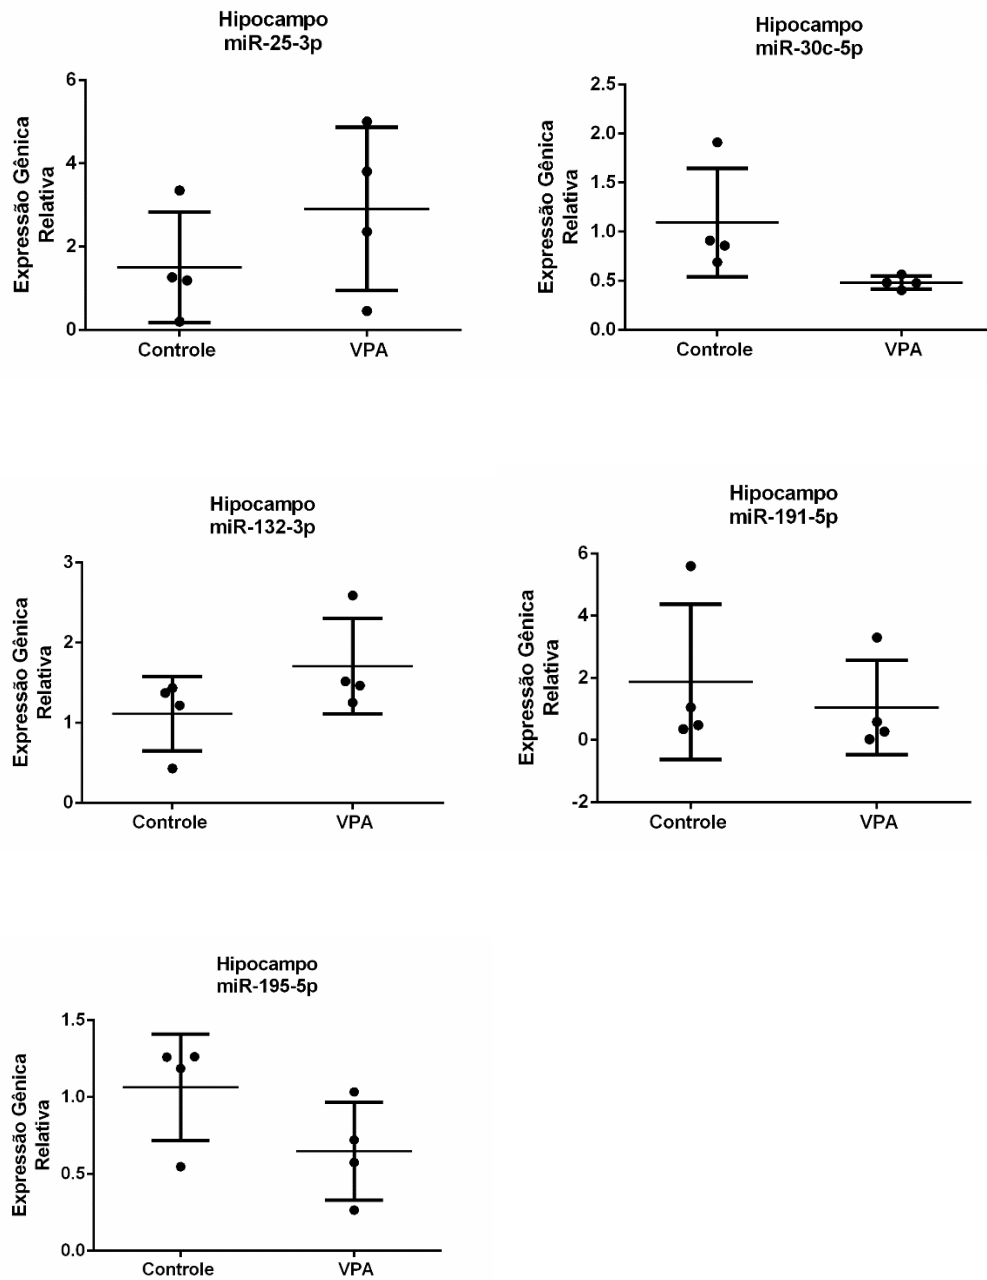 Hipocampo
miR-25-3p
Expressão Gênica
Relativa
6
4
2
0
Controle
VPA
Hipocampo
miR-30c-5p
Expressão Gênica
Relativa
2.5
2.0
1.5
1.0
0.5
0.0
Controle
VPA
Hipocampo
miR-132-3p
Expressão Gênica
Relativa
3
2
1
0
Controle
VPA
Hipocampo
miR-191-5p
Expressão Gênica
Relativa
6
4
2
0
-2
Controle
VPA
Hipocampo
miR-195-5p
Expressão Gênica
Relativa
1.5
1.0
0.5
0.0
Controle
VPA